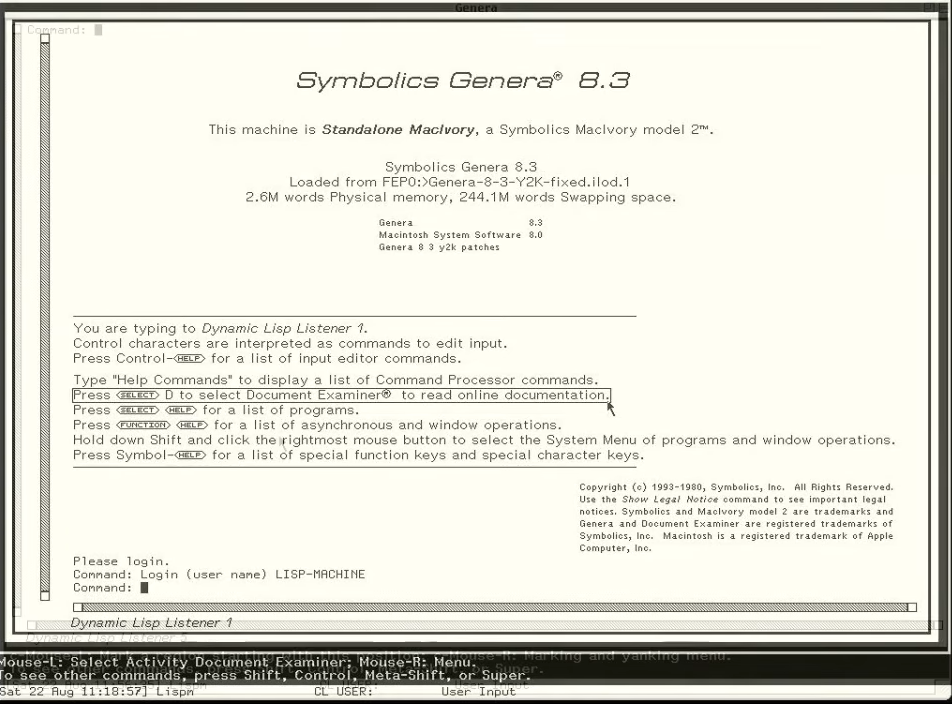 Genera
Command:
Symbolics Genera® 8.3
This machine is Standalone MacIvory, a Symbolics MacIvory model 2™.
Symbolics Genera 8.3
Loaded from FEP0:>Genera-8-3-Y2K-fixed.ilod.1
2.6M words Physical memory, 244.1M words Swapping space.
Genera 8.3
Macintosh System Software 8.0
Genera 8 3 y2k patches
You are typing to Dynamic Lisp Listener 1.
Control characters are interpreted as commands to edit input.
Press Control-<HELP> for a list of input editor commands.
Type "Help Commands" to display a list of Command Processor commands.
Press <SELECT> D to select Document Examiner® to read online documentation.
Press <SELECT> <HELP> for a list of programs.
Press <FUNCTION> <HELP> for a list of asynchronous and window operations.
Hold down Shift and click the rightmost mouse button to select the System Menu of programs and window operations.
Press Symbol-<HELP> for a list of special function keys and special character keys.
Copyright (c) 1993-1980, Symbolics, Inc. All Rights Reserved.
Use the Show Legal Notice command to see important legal
notices. Symbolics and MacIvory model 2 are trademarks and
Genera and Document Examiner are registered trademarks of
Symbolics, Inc. Macintosh is a registered trademark of Apple
Computer, Inc.
Please login.
Command: Login (user name) LISP-MACHINE
Command:
Dynamic Lisp Listener 1
Dynamic Lisp Listener 5
Mouse-L: Select Activity Document Examiner; Mouse-R: Menu.
Mouse-R: Marking and yanking menu.
To see other commands, press Shift, Control, Meta-Shift, or Super.
Sat 22 Aug 11:18:57] Lispm CL USER: User Input